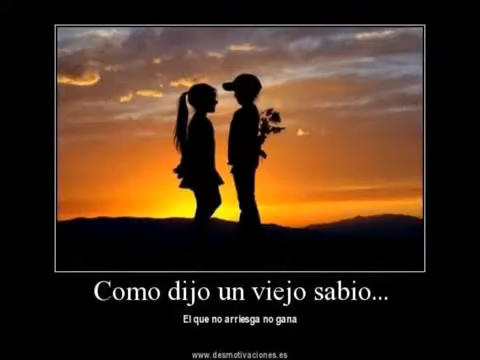 Como dijo un viejo sabio...
El que no arriesga no gana
www.desmotivaciones.es